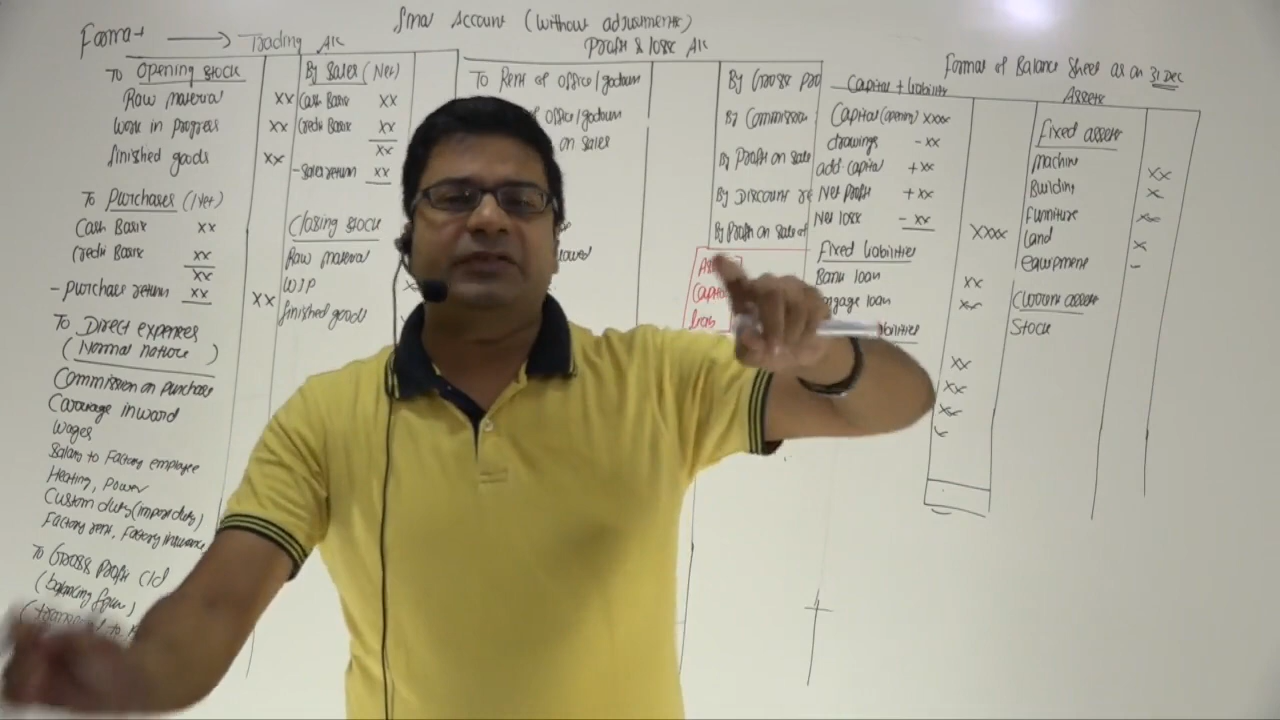 Final Account (without adjustments)
Format → Trading A/c
To Opening stock
Raw material XX
Work in progress XX
finished goods XX
To Purchases (Net)
Cash Basis XX
Credit Basis XX
XX
- purchase return XX XX
To Direct expenses
(Normal nature)
Commission on purchase
Carriage inward
Wages
Salary to Factory employee
Heating, Power
Custom duty (import duty)
Factory rent, Factory insurance
To Gross Profit c/d
(balancing
By Sales (Net)
Cash Basis XX
Credit Basis XX
XX
- Sales return XX
Closing stock
Raw material
WIP
finished goods
Profit & loss A/c
To Rent of office/godown
of office/godown
on sales
lowed
By Gross pro
By Commission
By Profit on sale
By Discount re
By Profit on sale of
Format of Balance Sheet as on 31 Dec
Capital + Liability
Capital (opening) XXXX
drawings - XX
add capital + XX
Net profit + XX
Net loss - XX
XXXX
Fixed liabilities
Bank loan XX
loan XX
bilities
XX
XX
XX
Assets
Fixed assets
Machine XX
Building X
Furniture XX
Land X
equipment -
Current assets
Stock